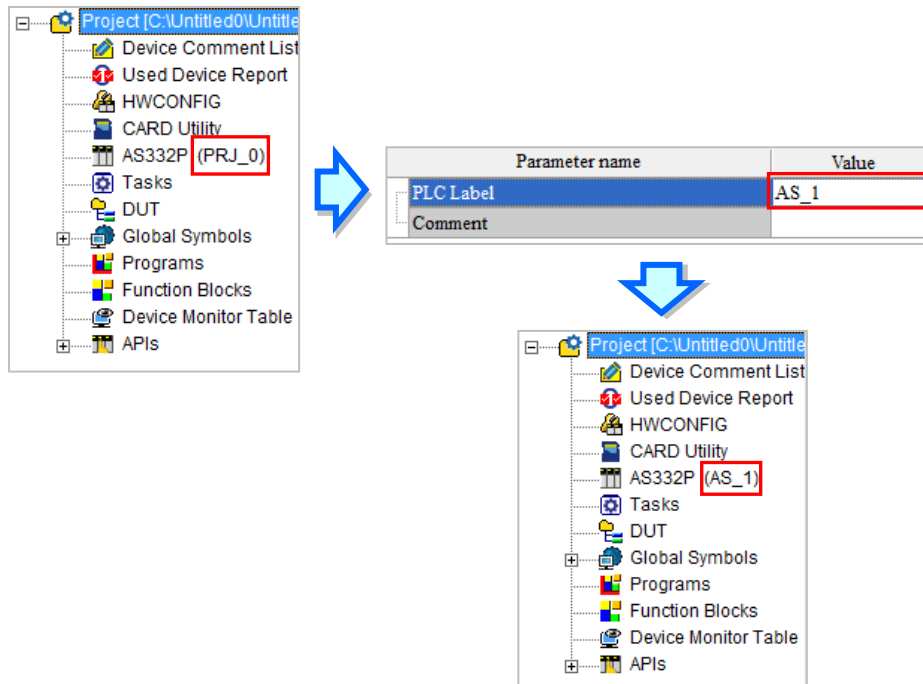 Project [C:\Untitled0\Untitle
Device Comment List
Used Device Report
HWCONFIG
CARD Utility
AS332P (PRJ_0)
Tasks
DUT
Global Symbols
Programs
Function Blocks
Device Monitor Table
APIs
Parameter name Value
PLC Label AS_1
Comment
Project [C:\Untitled0\Untitle
Device Comment List
Used Device Report
HWCONFIG
CARD Utility
AS332P (AS_1)
Tasks
DUT
Global Symbols
Programs
Function Blocks
Device Monitor Table
APIs